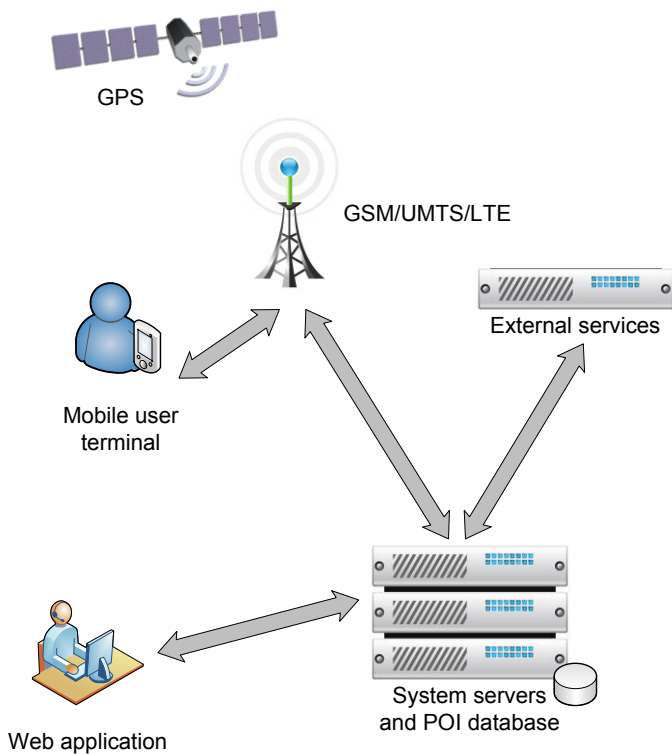 GPS
GSM/UMTS/LTE
External services
Mobile user
terminal
System servers
and POI database
Web application